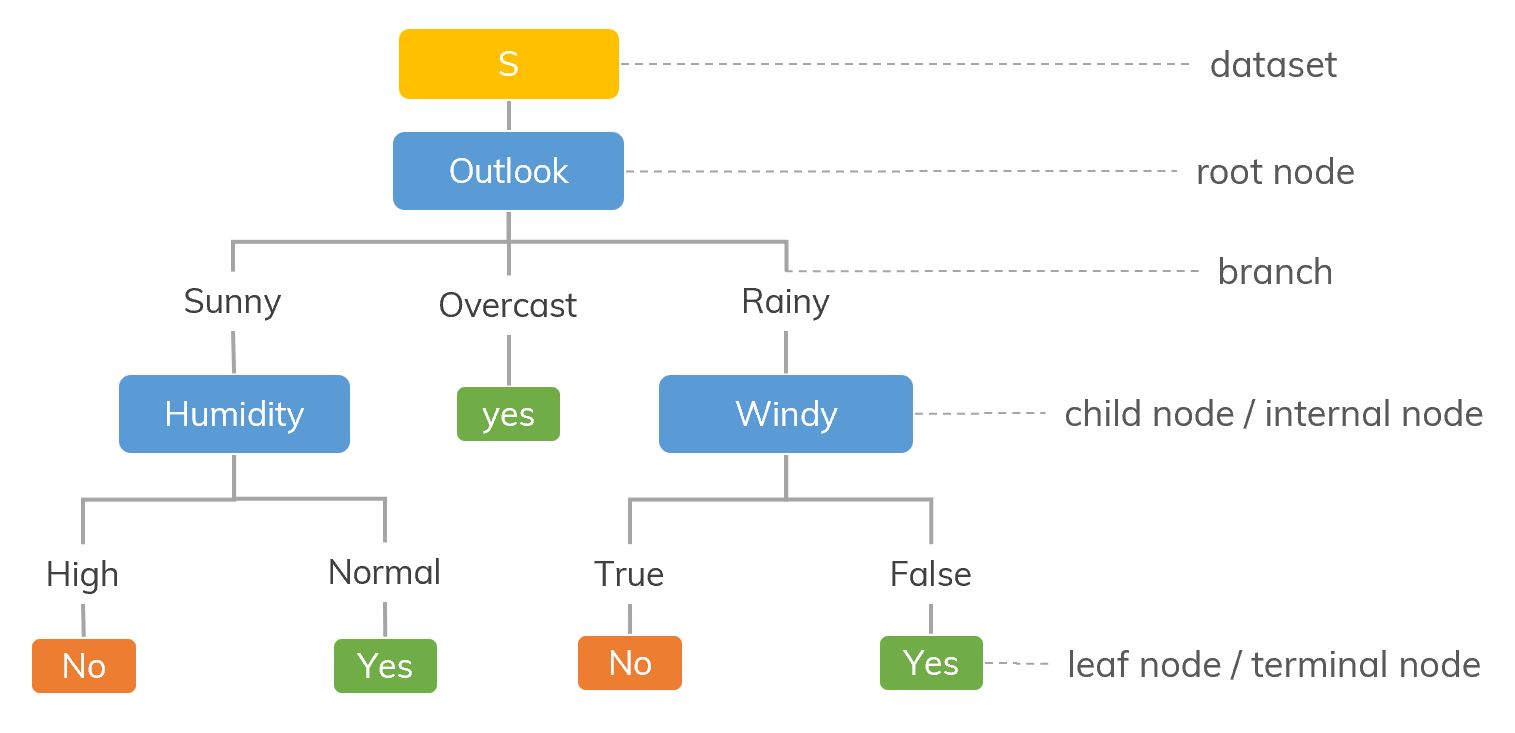 S
dataset
Outlook
root node
branch
Sunny
Overcast
Rainy
Humidity
yes
Windy
child node / internal node
High
Normal
True
False
No
Yes
No
Yes
leaf node / terminal node